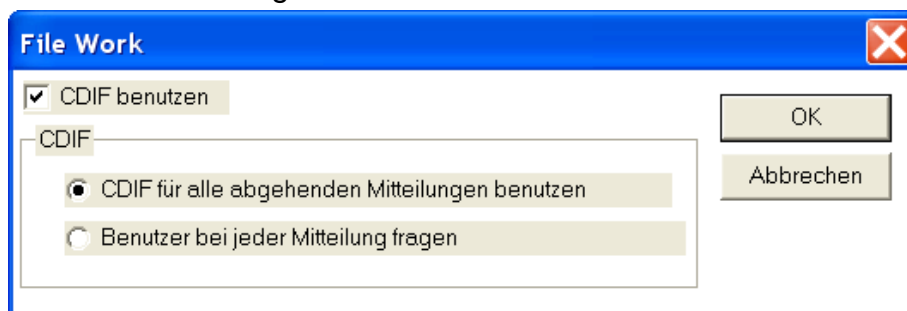 File Work
CDIF benutzen
OK
CDIF
CDIF für alle abgehenden Mitteilungen benutzen
Abbrechen
Benutzer bei jeder Mitteilung fragen